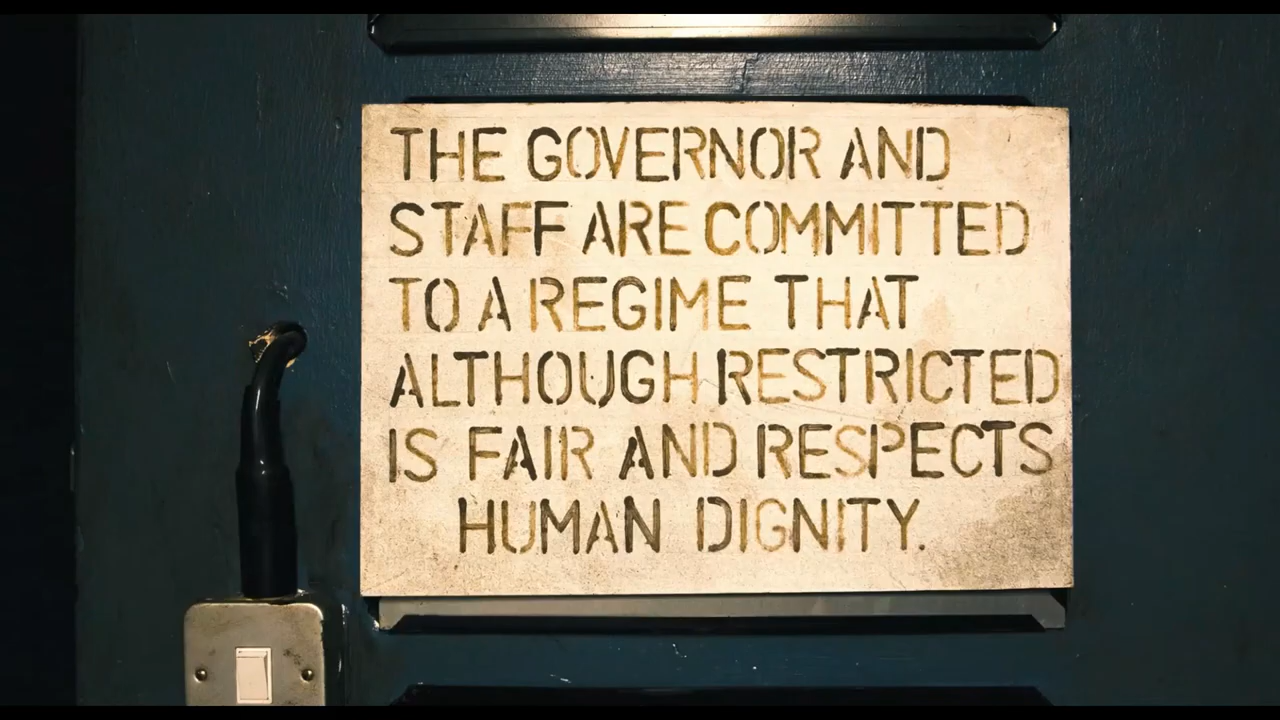 THE GOVERNOR AND
STAFF ARE COMMITTED
TO A REGIME THAT
ALTHOUGH RESTRICTED
IS FAIR AND RESPECTS
HUMAN DIGNITY.